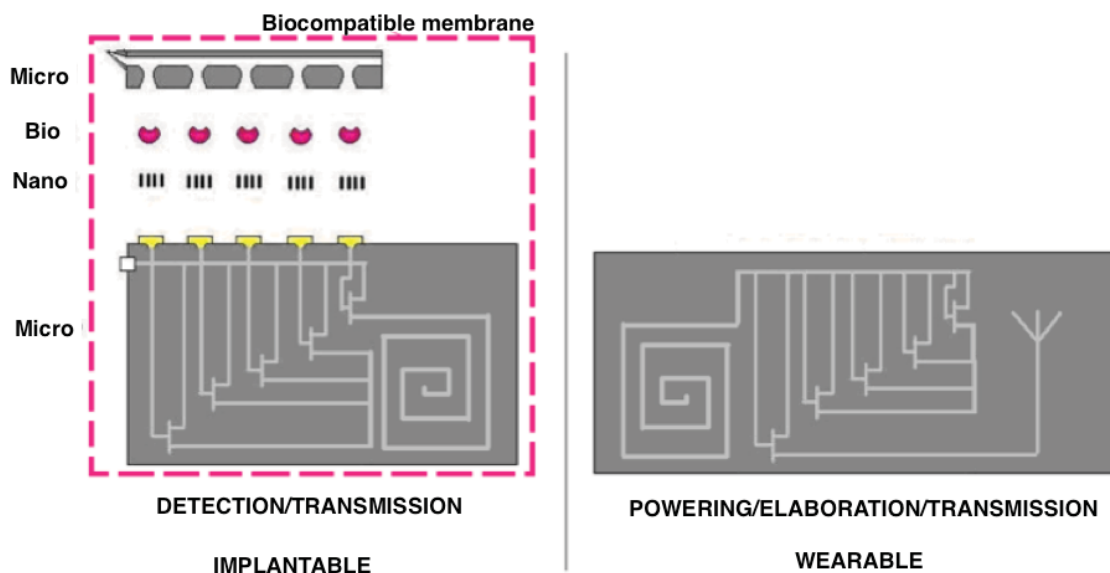 Biocompatible membrane
Micro
Bio
Nano
Micro
DETECTION/TRANSMISSION
IMPLANTABLE
POWERING/ELABORATION/TRANSMISSION
WEARABLE